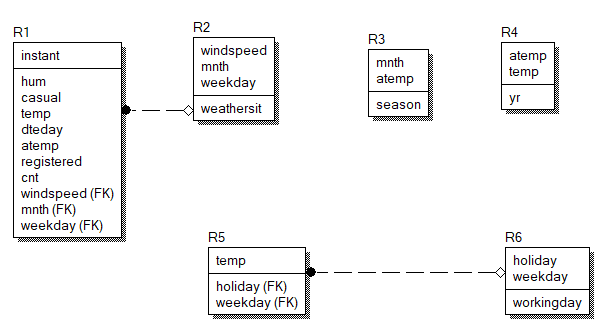 R1
instant
hum
casual
temp
dteday
atemp
registered
cnt
windspeed (FK)
mnth (FK)
weekday (FK)
R2
windspeed
mnth
weekday
weathersit
R3
mnth
atemp
season
R4
atemp
temp
yr
R5
temp
holiday (FK)
weekday (FK)
R6
holiday
weekday
workingday